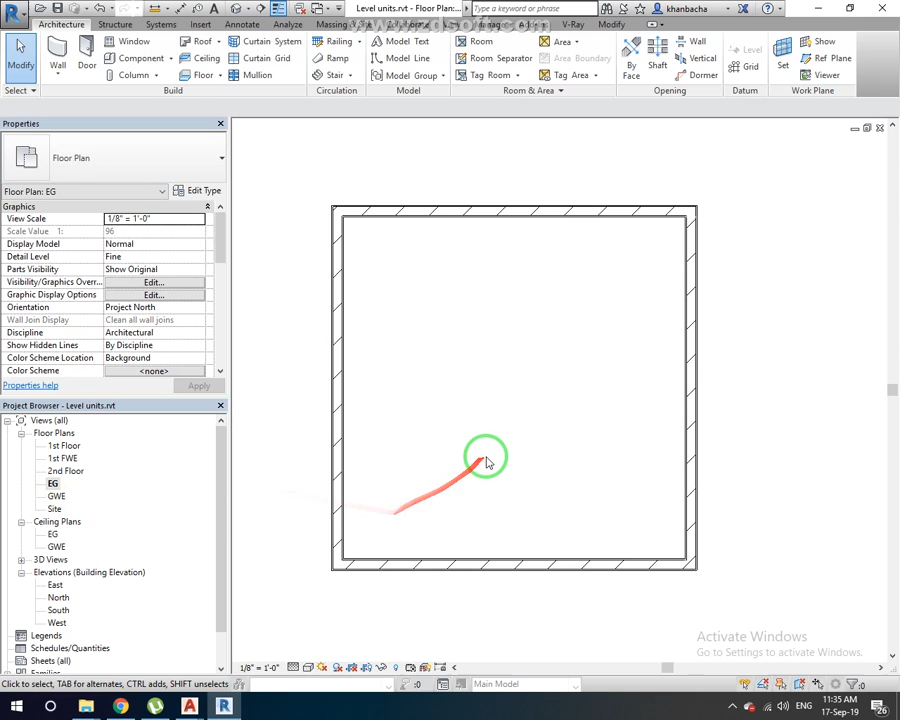 Level units.rvt - Floor Plan:...
Type a keyword or phrase
khanbacha
Architecture Structure Systems Insert Annotate Analyze Massing & Site Collaborate View Manage Add-Ins V-Ray Modify
www.zdsoft.com
Modify
Wall
Door
Window
Component
Column
Roof
Ceiling
Floor
Curtain System
Curtain Grid
Mullion
Railing
Ramp
Stair
Model Text
Model Line
Model Group
Room
Room Separator
Tag Room
Area
Area Boundary
Tag Area
By Face
Shaft
Wall
Vertical
Dormer
Level
Grid
Set
Show
Ref Plane
Viewer
Select Build Circulation Model Room & Area Opening Datum Work Plane
Properties
Floor Plan
Floor Plan: EG Edit Type
Graphics
View Scale 1/8" = 1'-0"
Scale Value 1: 96
Display Model Normal
Detail Level Fine
Parts Visibility Show Original
Visibility/Graphics Overr... Edit...
Graphic Display Options Edit...
Orientation Project North
Wall Join Display Clean all wall joins
Discipline Architectural
Show Hidden Lines By Discipline
Color Scheme Location Background
Color Scheme <none>
Properties help Apply
Project Browser - Level units.rvt
Views (all)
Floor Plans
1st Floor
1st FWE
2nd Floor
EG
GWE
Site
Ceiling Plans
EG
GWE
3D Views
Elevations (Building Elevation)
East
North
South
West
Legends
Schedules/Quantities
Sheets (all)
Families
Activate Windows
Go to Settings to activate Windows.
1/8" = 1'-0"
Click to select, TAB for alternates, CTRL adds, SHIFT unselects
:0
Main Model
:0
ENG
11:35 AM
17-Sep-19
26